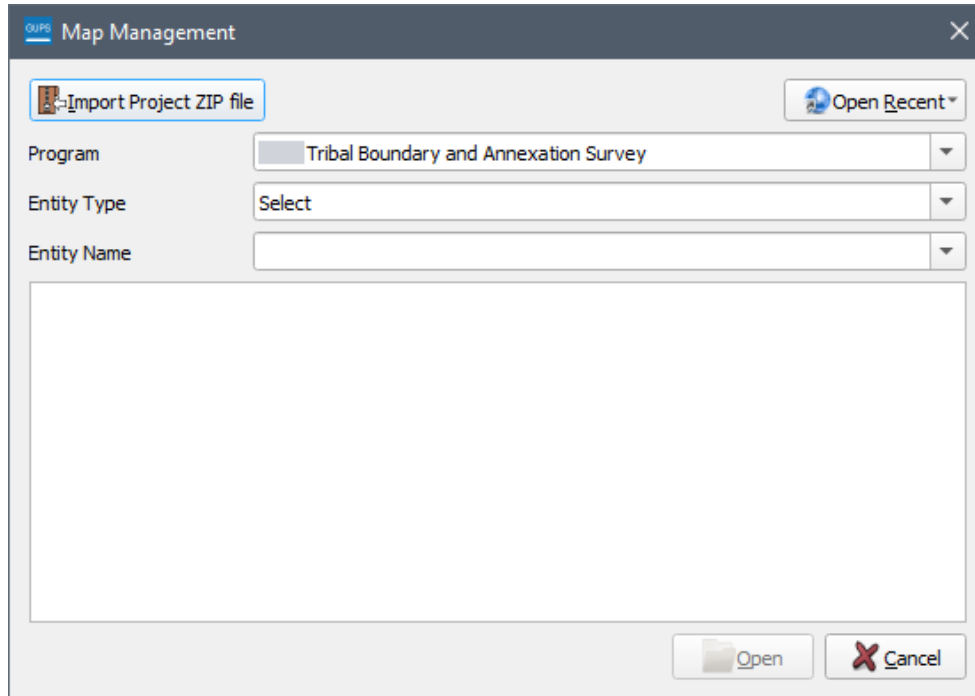 GUPS Map Management
Import Project ZIP file Open Recent
Program Tribal Boundary and Annexation Survey
Entity Type Select
Entity Name
Open Cancel